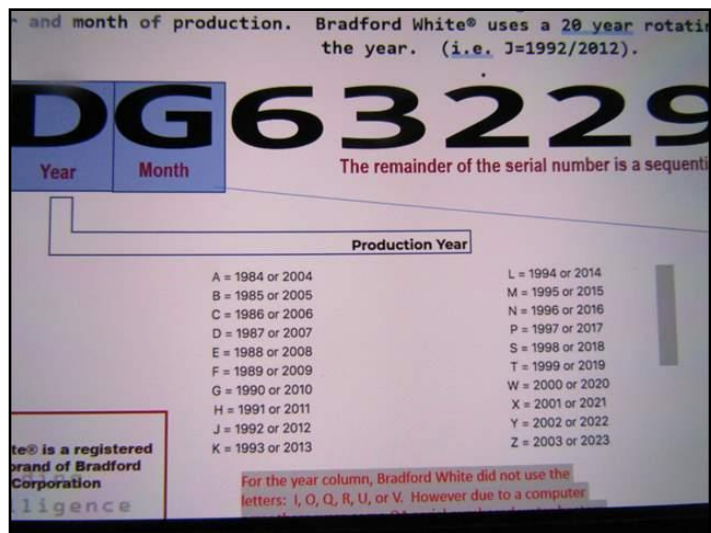 and month of production. Bradford White® uses a 20 year rotati
the year. (i.e. J=1992/2012).
DG63229
Year Month
The remainder of the serial number is a sequenti
Production Year
A = 1984 or 2004
B = 1985 or 2005
C = 1986 or 2006
D = 1987 or 2007
E = 1988 or 2008
F = 1989 or 2009
G = 1990 or 2010
H = 1991 or 2011
J = 1992 or 2012
K = 1993 or 2013
L = 1994 or 2014
M = 1995 or 2015
N = 1996 or 2016
P = 1997 or 2017
S = 1998 or 2018
T = 1999 or 2019
W = 2000 or 2020
X = 2001 or 2021
Y = 2002 or 2022
Z = 2003 or 2023
te® is a registered
brand of Bradford
Corporation
lligence
For the year column, Bradford White did not use the
letters: I, O, Q, R, U, or V. However due to a computer